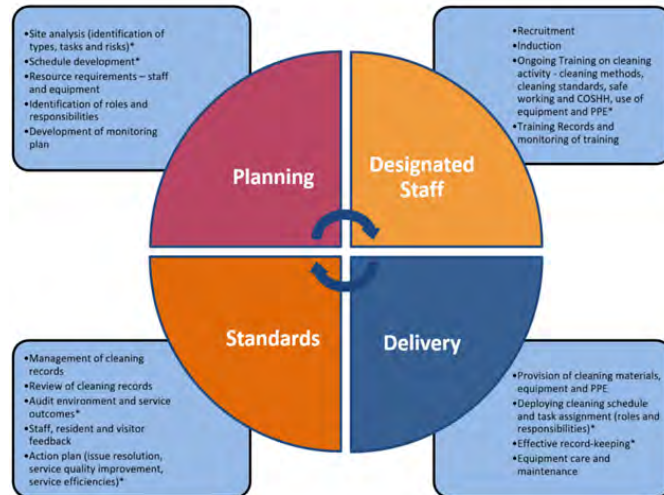 •Site analysis (identification of
types, tasks and risks)*
•Schedule development*
•Resource requirements – staff
and equipment
•Identification of roles and
responsibilities
•Development of monitoring
plan
•Recruitment
•Induction
•Ongoing Training on cleaning
activity - cleaning methods,
cleaning standards, safe
working and COSHH, use of
equipment and PPE*
•Training Records and
monitoring of training
Planning
Designated
Staff
Standards
Delivery
•Management of cleaning
records
•Review of cleaning records
•Audit environment and service
outcomes*
•Staff, resident and visitor
feedback
•Action plan (issue resolution,
service quality improvement,
service efficiencies)*
•Provision of cleaning materials,
equipment and PPE
•Deploying cleaning schedule
and task assignment (roles and
responsibilities)*
•Effective record-keeping*
•Equipment care and
maintenance